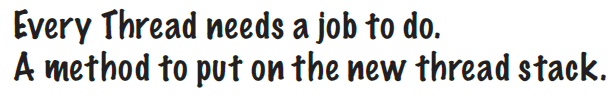 Every Thread needs a job to do.
A method to put on the new thread stack.